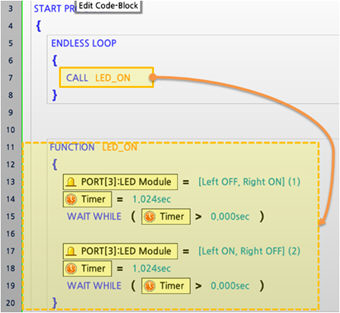 Edit Code-Block
3 START PR
4 {
5 ENDLESS LOOP
6 {
7 CALL LED_ON
8 }
9
10
11 FUNCTION LED_ON
12 {
13 PORT[3]:LED Module = [Left OFF, Right ON] (1)
14 Timer = 1,024sec
15 WAIT WHILE ( Timer > 0,000sec )
16
17 PORT[3]:LED Module = [Left ON, Right OFF] (2)
18 Timer = 1,024sec
19 WAIT WHILE ( Timer > 0,000sec )
20 }